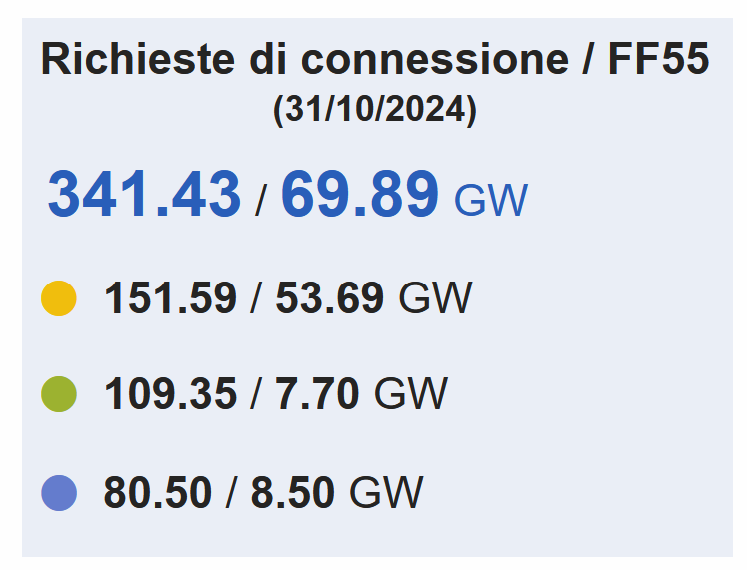 Richieste di connessione / FF55
(31/10/2024)
341.43 / 69.89 GW
151.59 / 53.69 GW
109.35 / 7.70 GW
80.50 / 8.50 GW